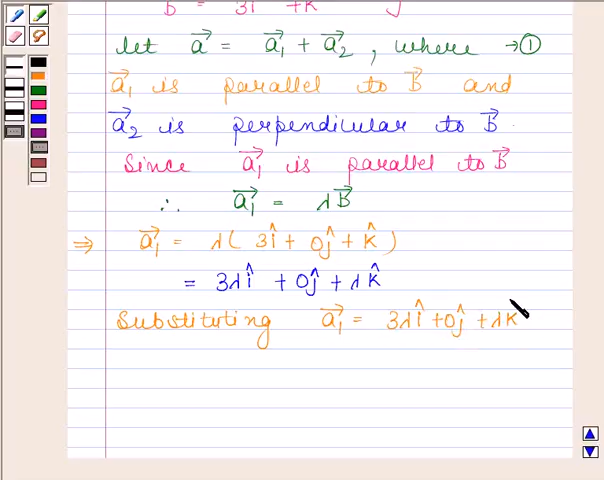 b = 3î + k
let a⃗ = a⃗₁ + a⃗₂ , where → ①
a⃗₁ is parallel to b⃗ and
a⃗₂ is perpendicular to b⃗.
Since a⃗₁ is parallel to b⃗
∴ a⃗₁ = λb⃗
⇒ a⃗₁ = λ( 3î + 0ĵ + k̂ )
= 3λî + 0ĵ + λk̂
Substituting a⃗₁ = 3λî + 0ĵ + λk